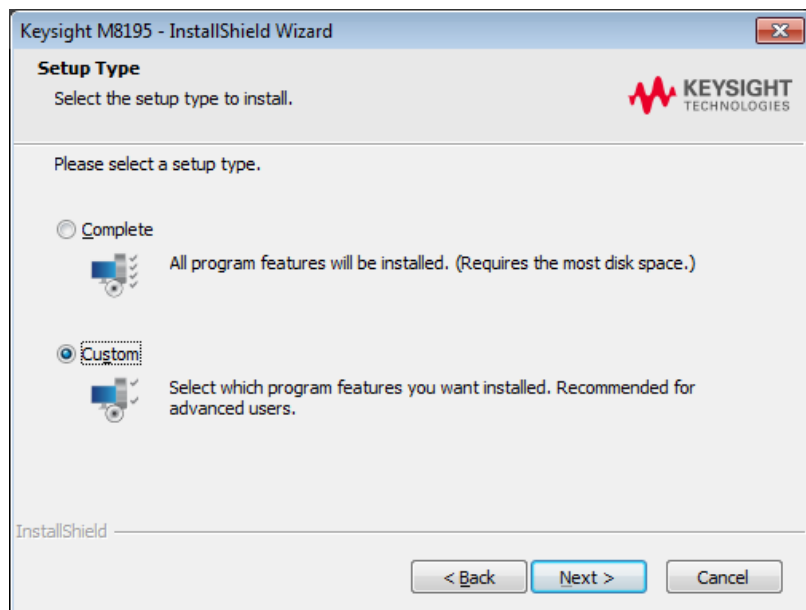 Keysight M8195 - InstallShield Wizard
Setup Type
Select the setup type to install.
KEYSIGHT
TECHNOLOGIES
Please select a setup type.
Complete
All program features will be installed. (Requires the most disk space.)
Custom
Select which program features you want installed. Recommended for
advanced users.
InstallShield
< Back
Next >
Cancel